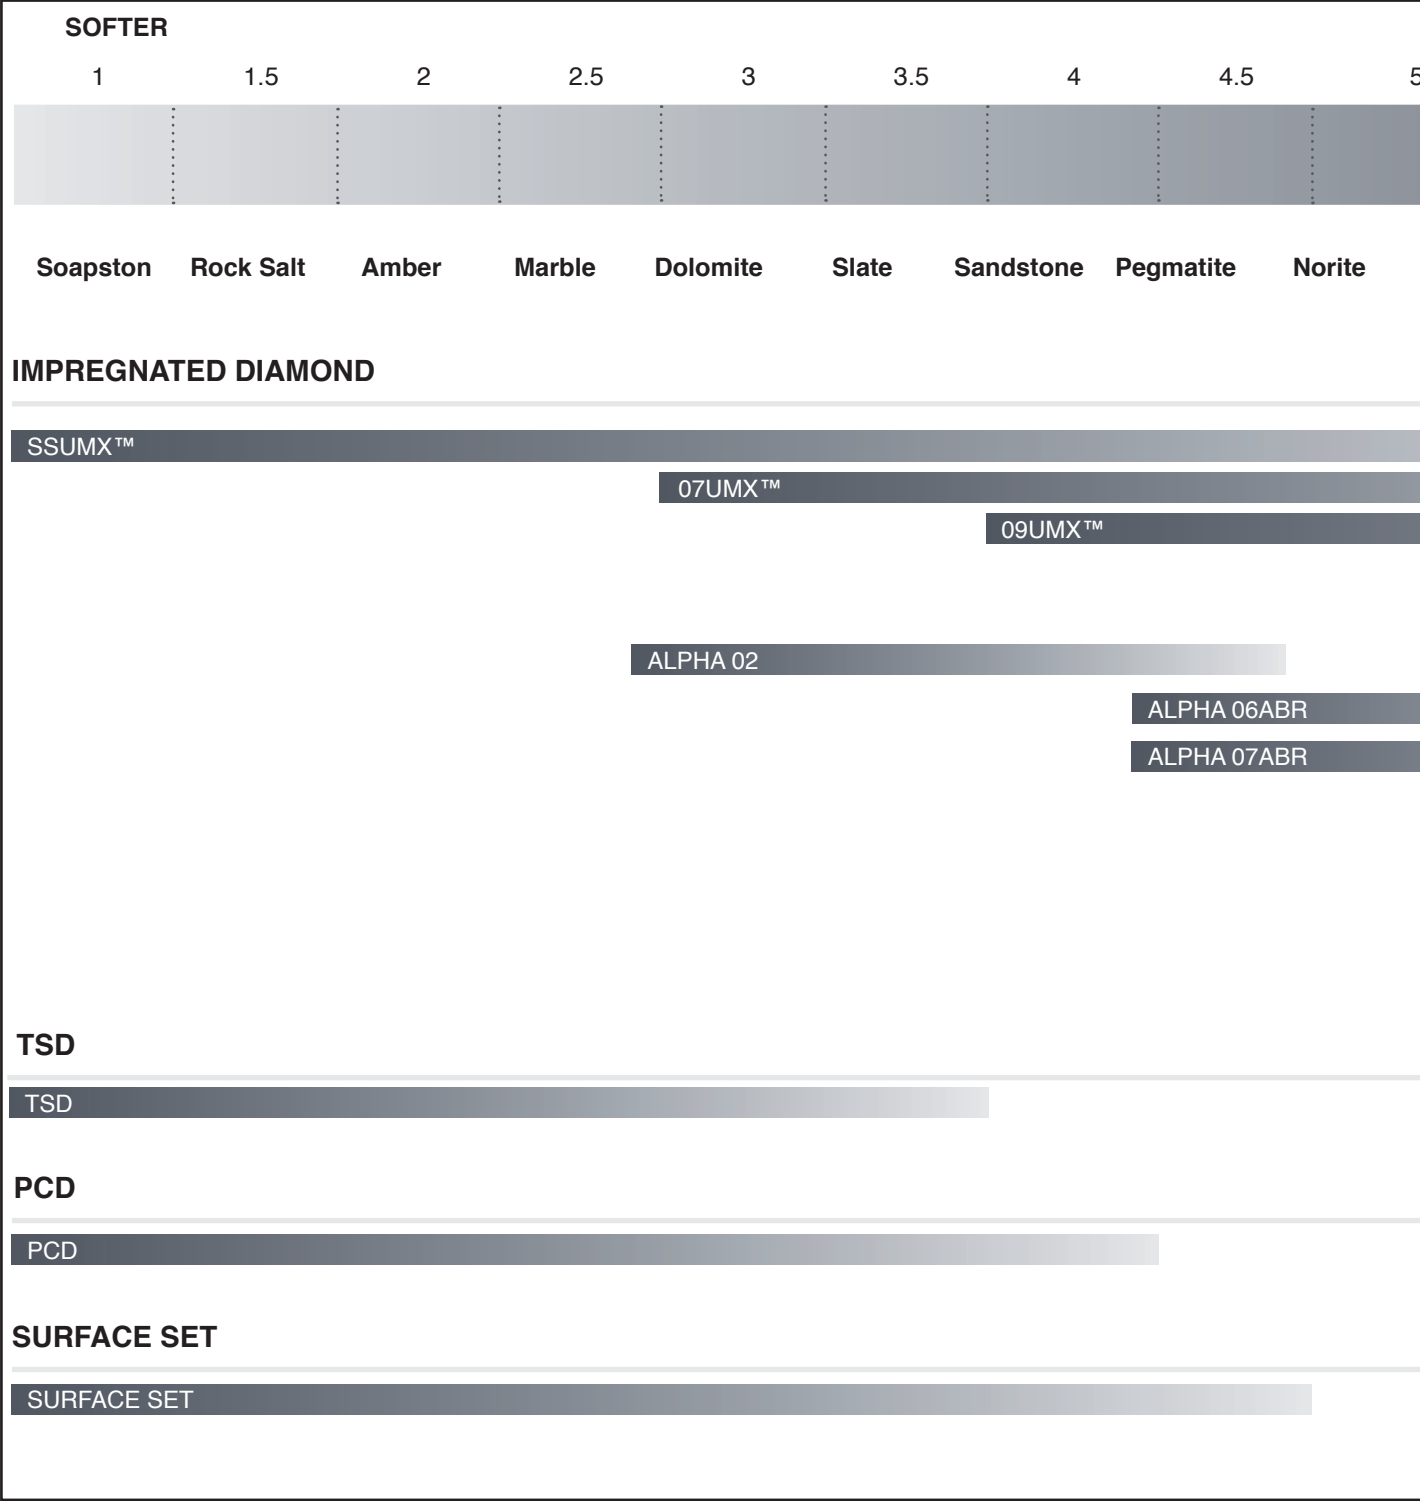 SOFTER
1 1.5 2 2.5 3 3.5 4 4.5 5
Soapston Rock Salt Amber Marble Dolomite Slate Sandstone Pegmatite Norite
IMPREGNATED DIAMOND
SSUMX™
07UMX™
09UMX™
ALPHA 02
ALPHA 06ABR
ALPHA 07ABR
TSD
TSD
PCD
PCD
SURFACE SET
SURFACE SET